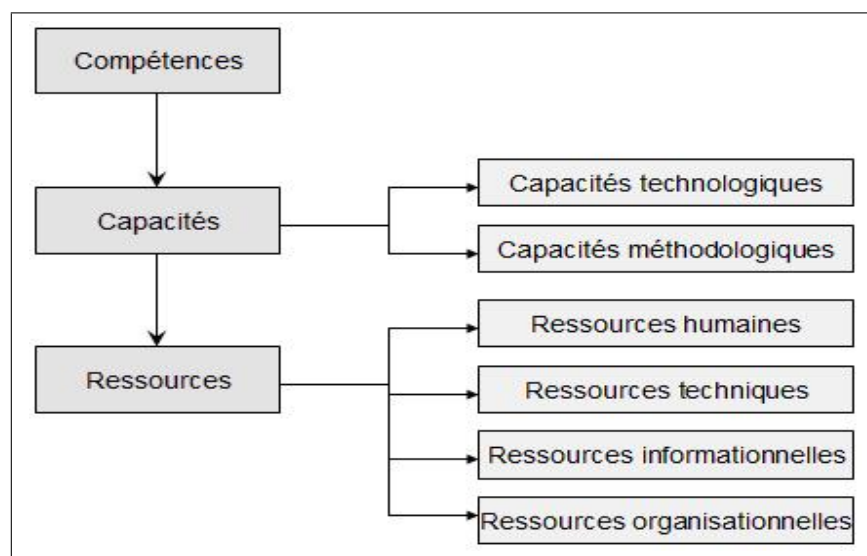 Compétences
Capacités
Capacités technologiques
Capacités méthodologiques
Ressources
Ressources humaines
Ressources techniques
Ressources informationnelles
Ressources organisationnelles